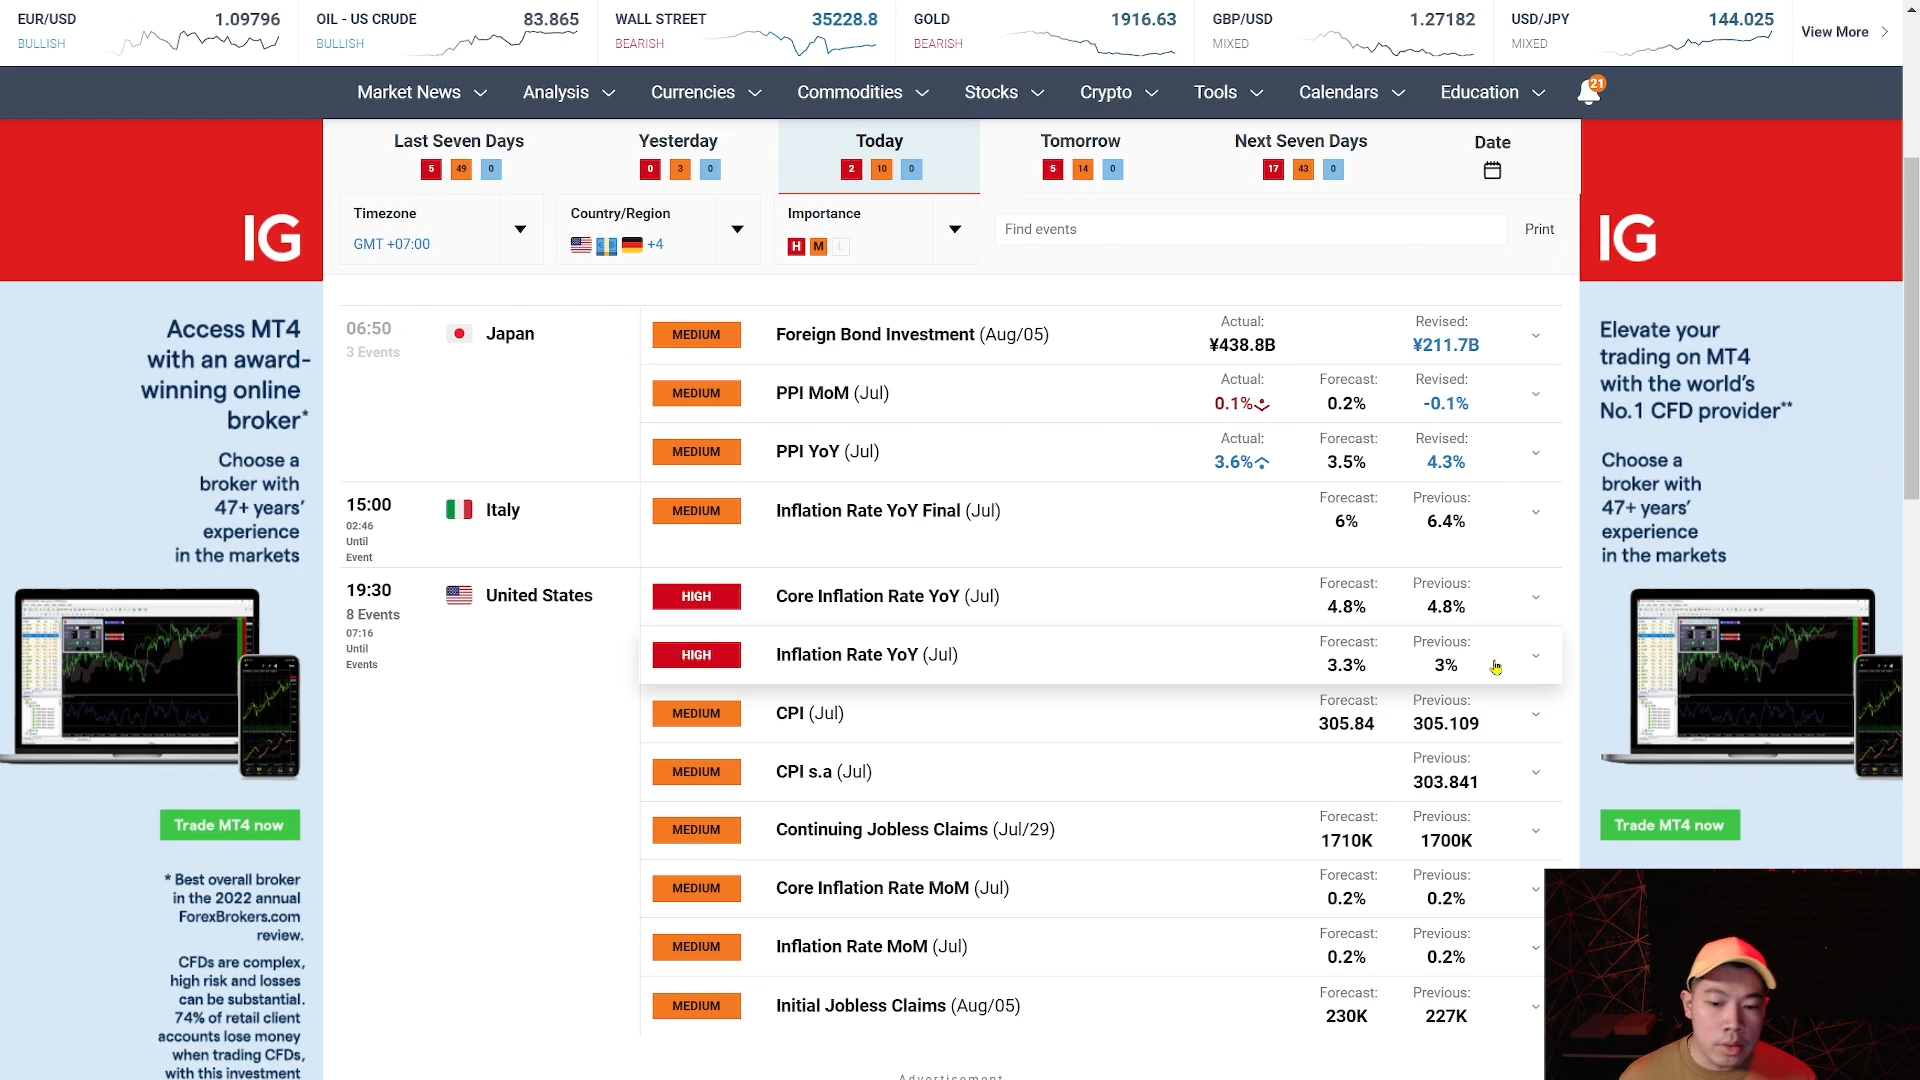 EUR/USD 1.09796
BULLISH
OIL - US CRUDE 83.865
BULLISH
WALL STREET 35228.8
BEARISH
GOLD 1916.63
BEARISH
GBP/USD 1.27182
MIXED
USD/JPY 144.025
MIXED
View More
Market News Analysis Currencies Commodities Stocks Crypto Tools Calendars Education 21
Last Seven Days Yesterday Today Tomorrow Next Seven Days Date
5 49 0 0 3 0 2 10 0 5 14 0 17 43 0
Timezone
GMT +07:00
Country/Region
+4
Importance
H M L
Find events
Print
IG
Access MT4
with an award-
winning online
broker*
Choose a
broker with
47+ years'
experience
in the markets
Trade MT4 now
* Best overall broker
in the 2022 annual
ForexBrokers.com
review.
CFDs are complex,
high risk and losses
can be substantial.
74% of retail client
accounts lose money
when trading CFDs,
with this investment
06:50
3 Events
Japan
MEDIUM Foreign Bond Investment (Aug/05) Actual: Revised:
¥438.8B ¥211.7B
MEDIUM PPI MoM (Jul) Actual: Forecast: Revised:
0.1% 0.2% -0.1%
MEDIUM PPI YoY (Jul) Actual: Forecast: Revised:
3.6% 3.5% 4.3%
15:00
02:46
Until
Event
Italy
MEDIUM Inflation Rate YoY Final (Jul) Forecast: Previous:
6% 6.4%
19:30
8 Events
07:16
Until
Events
United States
HIGH Core Inflation Rate YoY (Jul) Forecast: Previous:
4.8% 4.8%
HIGH Inflation Rate YoY (Jul) Forecast: Previous:
3.3% 3%
MEDIUM CPI (Jul) Forecast: Previous:
305.84 305.109
MEDIUM CPI s.a (Jul) Previous:
303.841
MEDIUM Continuing Jobless Claims (Jul/29) Forecast: Previous:
1710K 1700K
MEDIUM Core Inflation Rate MoM (Jul) Forecast: Previous:
0.2% 0.2%
MEDIUM Inflation Rate MoM (Jul) Forecast: Previous:
0.2% 0.2%
MEDIUM Initial Jobless Claims (Aug/05) Forecast: Previous:
230K 227K
Advertisement
IG
Elevate your
trading on MT4
with the world's
No.1 CFD provider**
Choose a
broker with
47+ years'
experience
in the markets
Trade MT4 now